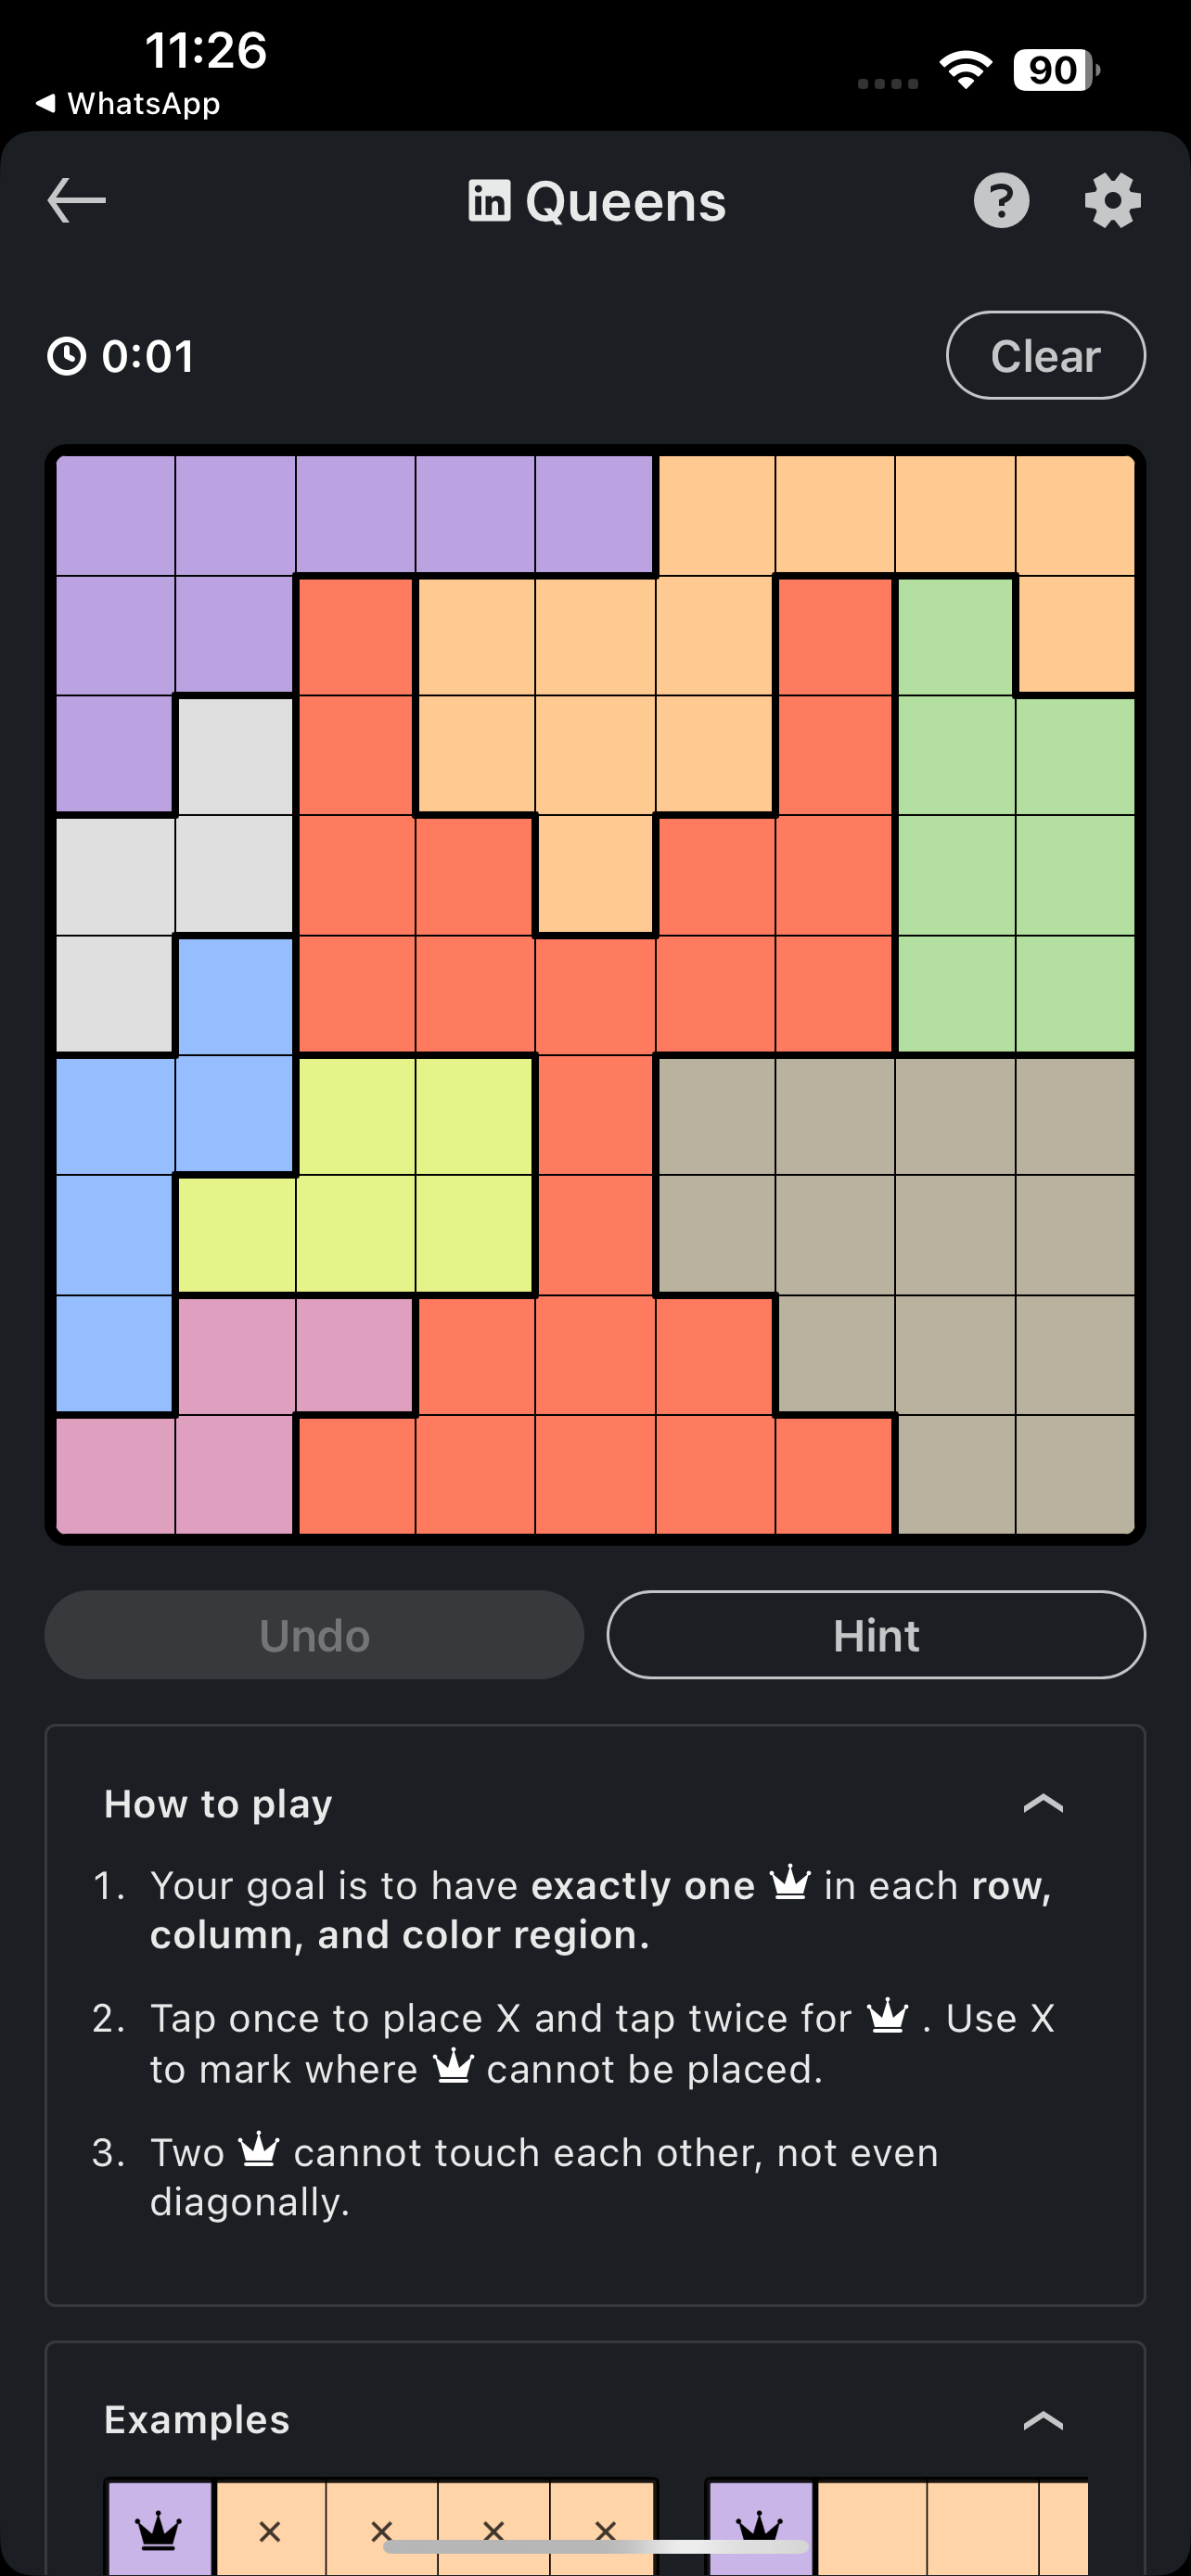 11:26
WhatsApp
90
in Queens
?
0:01
Clear
Undo
Hint
How to play
1. Your goal is to have exactly one in each row,
column, and color region.
2. Tap once to place X and tap twice for . Use X
to mark where cannot be placed.
3. Two cannot touch each other, not even
diagonally.
Examples